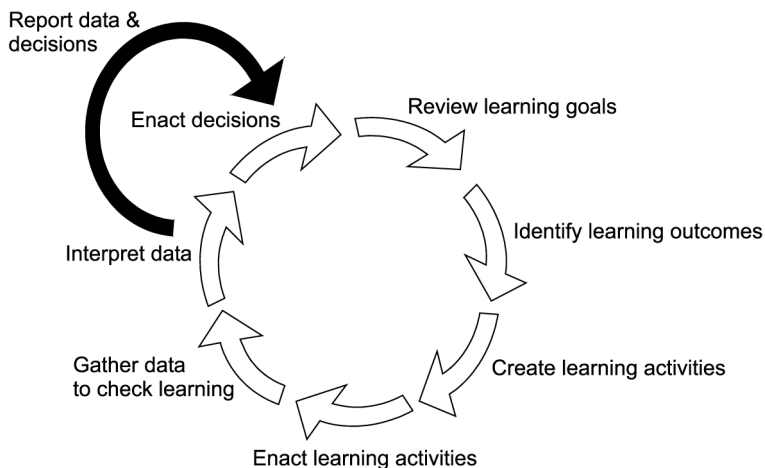 Report data &
decisions
Enact decisions
Review learning goals
Identify learning outcomes
Create learning activities
Enact learning activities
Gather data
to check learning
Interpret data